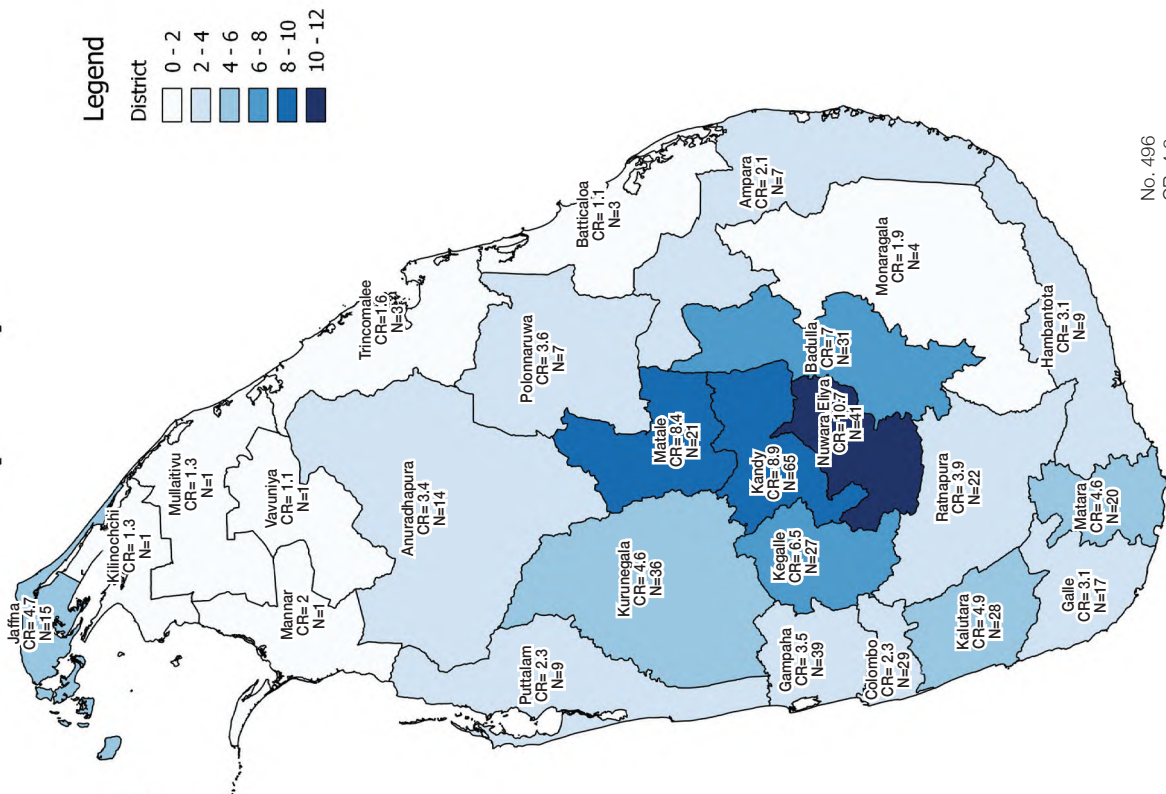 Legend
District
0 - 2
2 - 4
4 - 6
6 - 8
8 - 10
10 - 12
Jaffna
CR= 4.7
N=15
Kilinochchi
CR= 1.3
N=1
Mullaitivu
CR= 1.3
N=1
Vavuniya
CR= 1.1
N=1
Mannar
CR= 2
N=1
Anuradhapura
CR= 3.4
N=14
Trincomalee
CR=1.6
N=3
Polonnaruwa
CR= 3.6
N=7
Batticaloa
CR= 1.1
N=3
Puttalam
CR= 2.3
N=9
Kurunegala
CR= 4.6
N=36
Matale
CR= 8.4
N=21
Kandy
CR=8.9
N=65
Kegalle
CR= 6.5
N=27
Nuwara Eliya
CR=10.7
N=41
Badulla
CR= 7
N=31
Ampara
CR= 2.1
N=7
Monaragala
CR= 1.9
N=4
Gampaha
CR= 3.5
N=39
Colombo
CR= 2.3
N=29
Kalutara
CR= 4.9
N=28
Ratnapura
CR= 3.9
N=22
Galle
CR= 3.1
N=17
Matara
CR= 4.6
N=20
Hambantota
CR= 3.1
N=9
No. 496